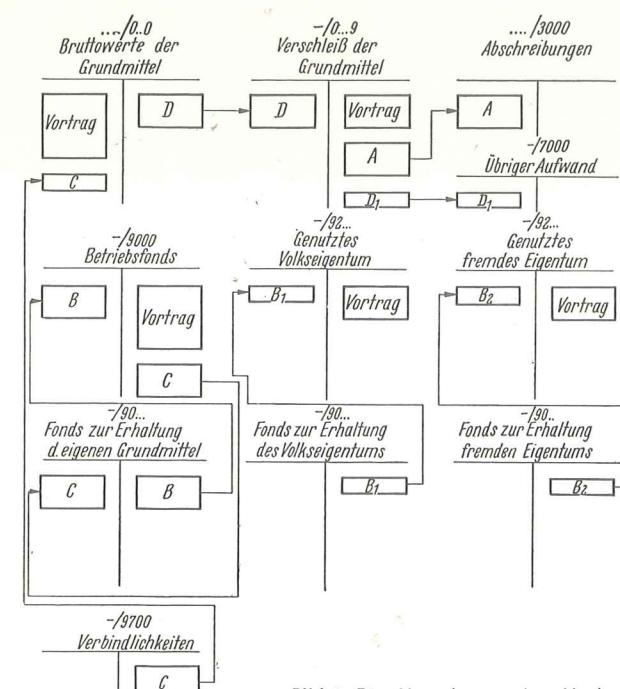 ..../0..0
Bruttowerte der
Grundmittel
Vortrag
D
C
-/0...9
Verschleiß der
Grundmittel
D
Vortrag
A
D1
..../3000
Abschreibungen
A
-/7000
Übriger Aufwand
D1
-/9000
Betriebsfonds
B
Vortrag
C
-/92...
Genutztes
Volkseigentum
B1
Vortrag
-/92...
Genutztes
fremdes Eigentum
B2
Vortrag
-/90...
Fonds zur Erhaltung
d. eigenen Grundmittel
C
B
-/90...
Fonds zur Erhaltung
des Volkseigentums
B1
-/90..
Fonds zur Erhaltung
fremden Eigentums
B2
-/9700
Verbindlichkeiten
C